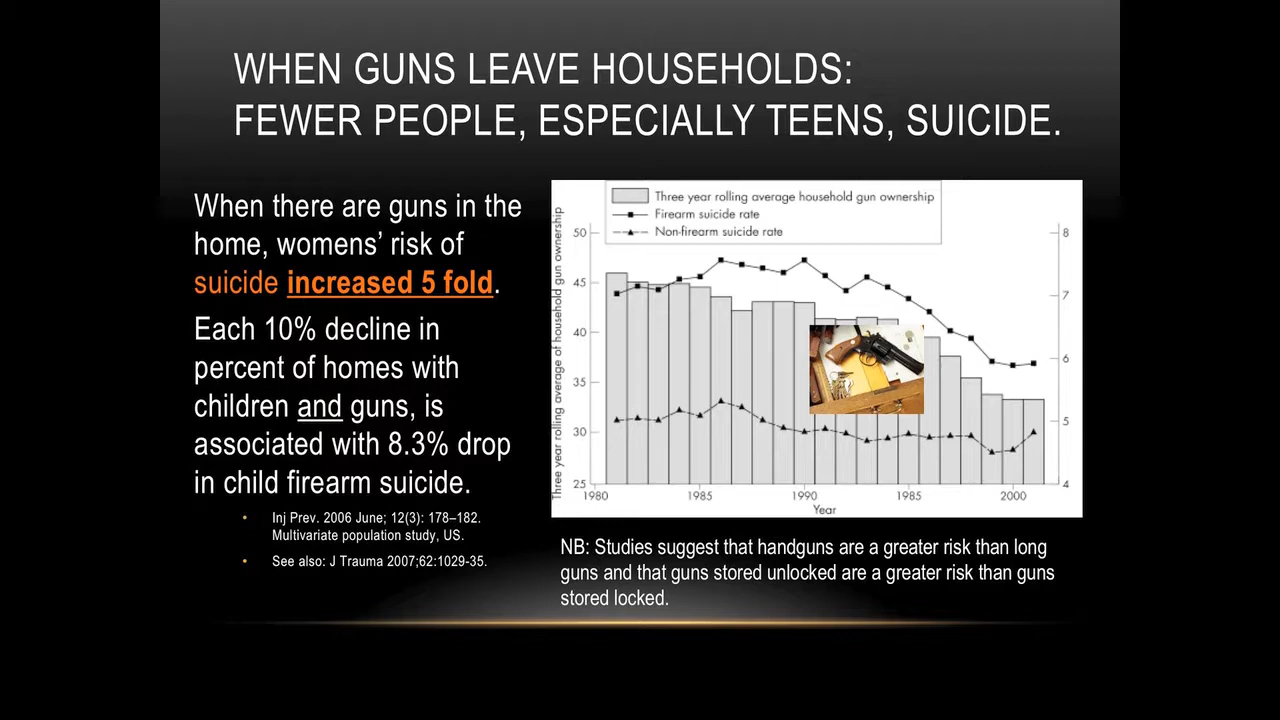 WHEN GUNS LEAVE HOUSEHOLDS:
FEWER PEOPLE, ESPECIALLY TEENS, SUICIDE.
When there are guns in the
home, womens’ risk of
suicide increased 5 fold.
Each 10% decline in
percent of homes with
children and guns, is
associated with 8.3% drop
in child firearm suicide.
• Inj Prev. 2006 June; 12(3): 178–182.
Multivariate population study, US.
• See also: J Trauma 2007;62:1029-35.
Three year rolling average household gun ownership
Firearm suicide rate
Non-firearm suicide rate
Three year rolling average of household gun ownership
50
45
40
35
30
25
8
7
6
5
4
1980 1985 1990 1985 2000
Year
NB: Studies suggest that handguns are a greater risk than long
guns and that guns stored unlocked are a greater risk than guns
stored locked.